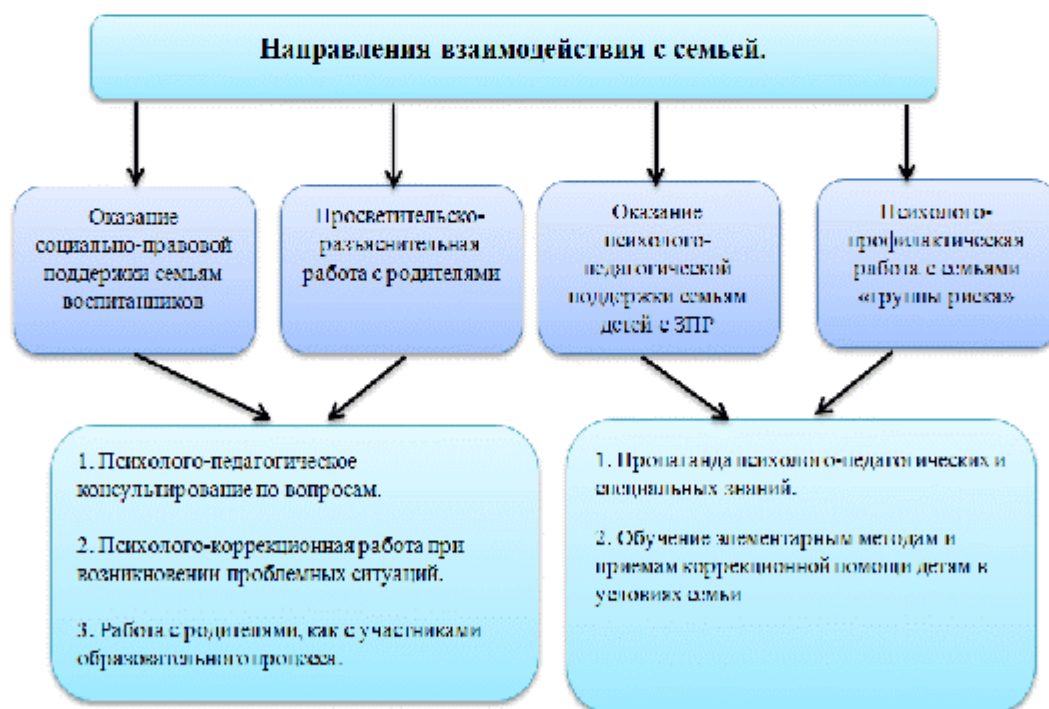 Направления взаимодействия с семьей.
Оказание
социально-правовой
поддержки семьям
воспитанников
Просветительско-
разъяснительная
работа с родителями
Оказание
психолого-
педагогической
поддержки семьям
детей с ЗПР
Психолого-
профилактическая
работа с семьями
«группы риска»
1. Психолого-педагогическое
консультирование по вопросам.
2. Психолого-коррекционная работа при
возникновении проблемных ситуаций.
3. Работа с родителями, как с участниками
образовательного процесса.
1. Пропаганда психолого-педагогических и
специальных знаний.
2. Обучение элементарным методам и
приемам коррекционной помощи детям в
условиях семьи